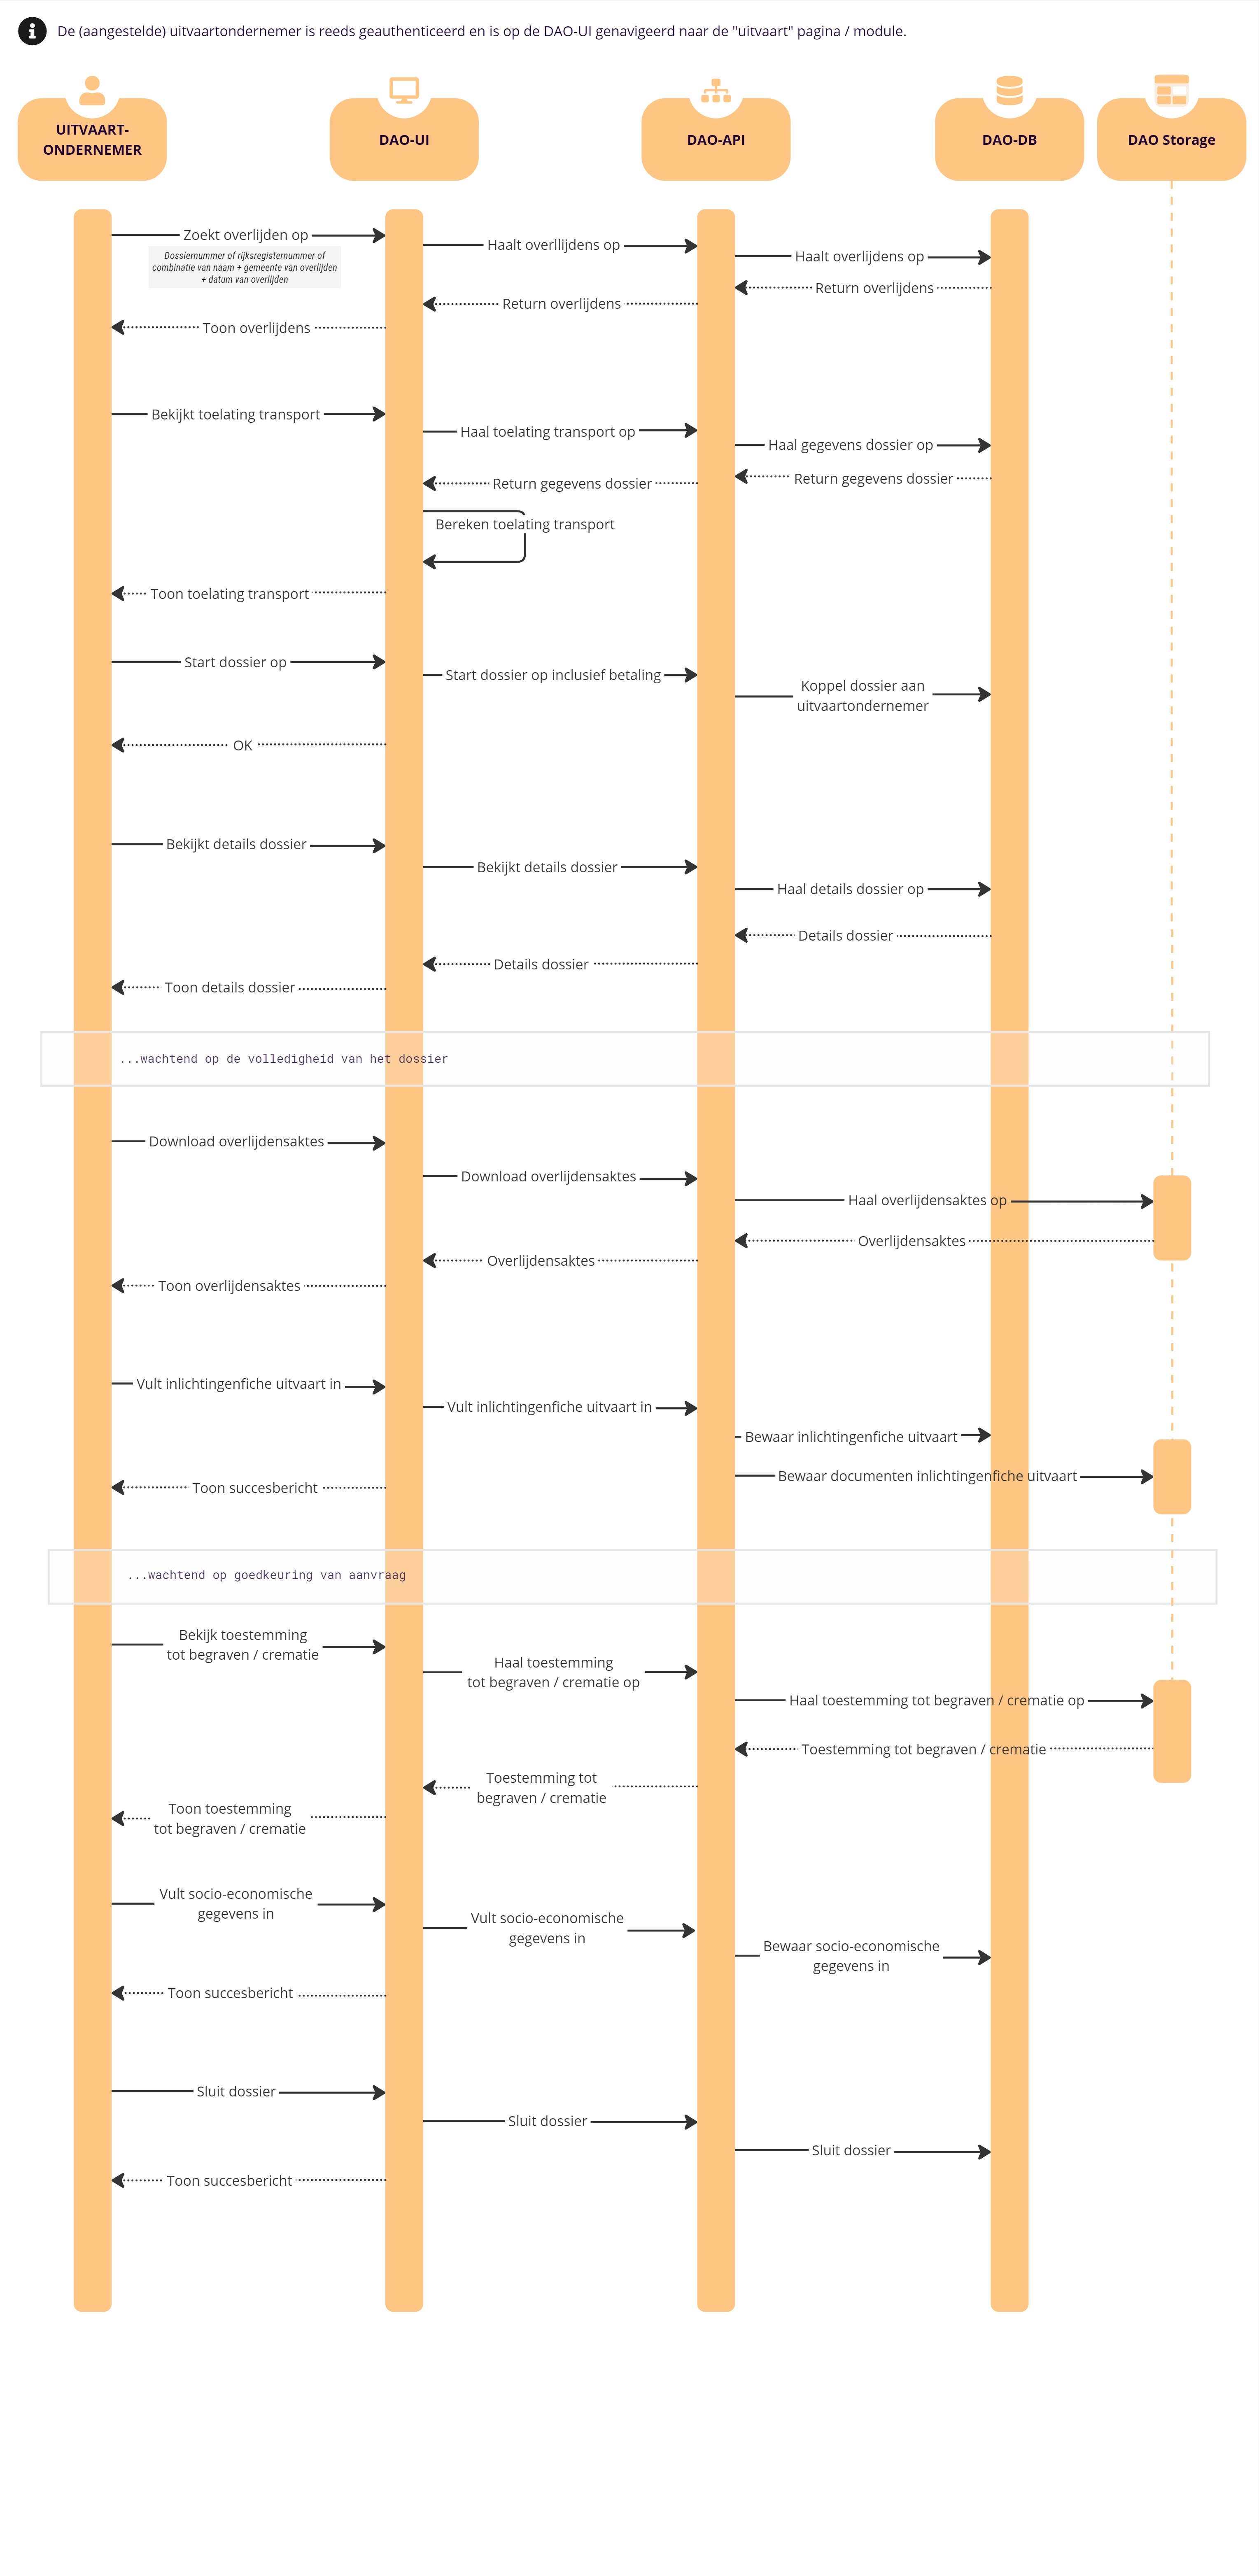 De (aangestelde) uitvaartondernemer is reeds geauthenticeerd en is op de DAO-UI genavigeerd naar de "uitvaart" pagina / module.
UITVAART-
ONDERNEMER
DAO-UI
DAO-API
DAO-DB
DAO Storage
Zoekt overlijden op
Dossiernummer of rijksregisternummer of
combinatie van naam + gemeente van overlijden
+ datum van overlijden
Haalt overllijdens op
Haalt overlijdens op
Return overlijdens
Return overlijdens
Toon overlijdens
Bekijkt toelating transport
Haal toelating transport op
Haal gegevens dossier op
Return gegevens dossier
Return gegevens dossier
Bereken toelating transport
Toon toelating transport
Start dossier op
Start dossier op inclusief betaling
Koppel dossier aan
uitvaartondernemer
OK
Bekijkt details dossier
Bekijkt details dossier
Haal details dossier op
Details dossier
Details dossier
Toon details dossier
...wachtend op de volledigheid van het dossier
Download overlijdensaktes
Download overlijdensaktes
Haal overlijdensaktes op
Overlijdensaktes
Overlijdensaktes
Toon overlijdensaktes
Vult inlichtingenfiche uitvaart in
Vult inlichtingenfiche uitvaart in
Bewaar inlichtingenfiche uitvaart
Bewaar documenten inlichtingenfiche uitvaart
Toon succesbericht
...wachtend op goedkeuring van aanvraag
Bekijk toestemming
tot begraven / crematie
Haal toestemming
tot begraven / crematie op
Haal toestemming tot begraven / crematie op
Toestemming tot begraven / crematie
Toestemming tot
begraven / crematie
Toon toestemming
tot begraven / crematie
Vult socio-economische
gegevens in
Vult socio-economische
gegevens in
Bewaar socio-economische
gegevens in
Toon succesbericht
Sluit dossier
Sluit dossier
Sluit dossier
Toon succesbericht